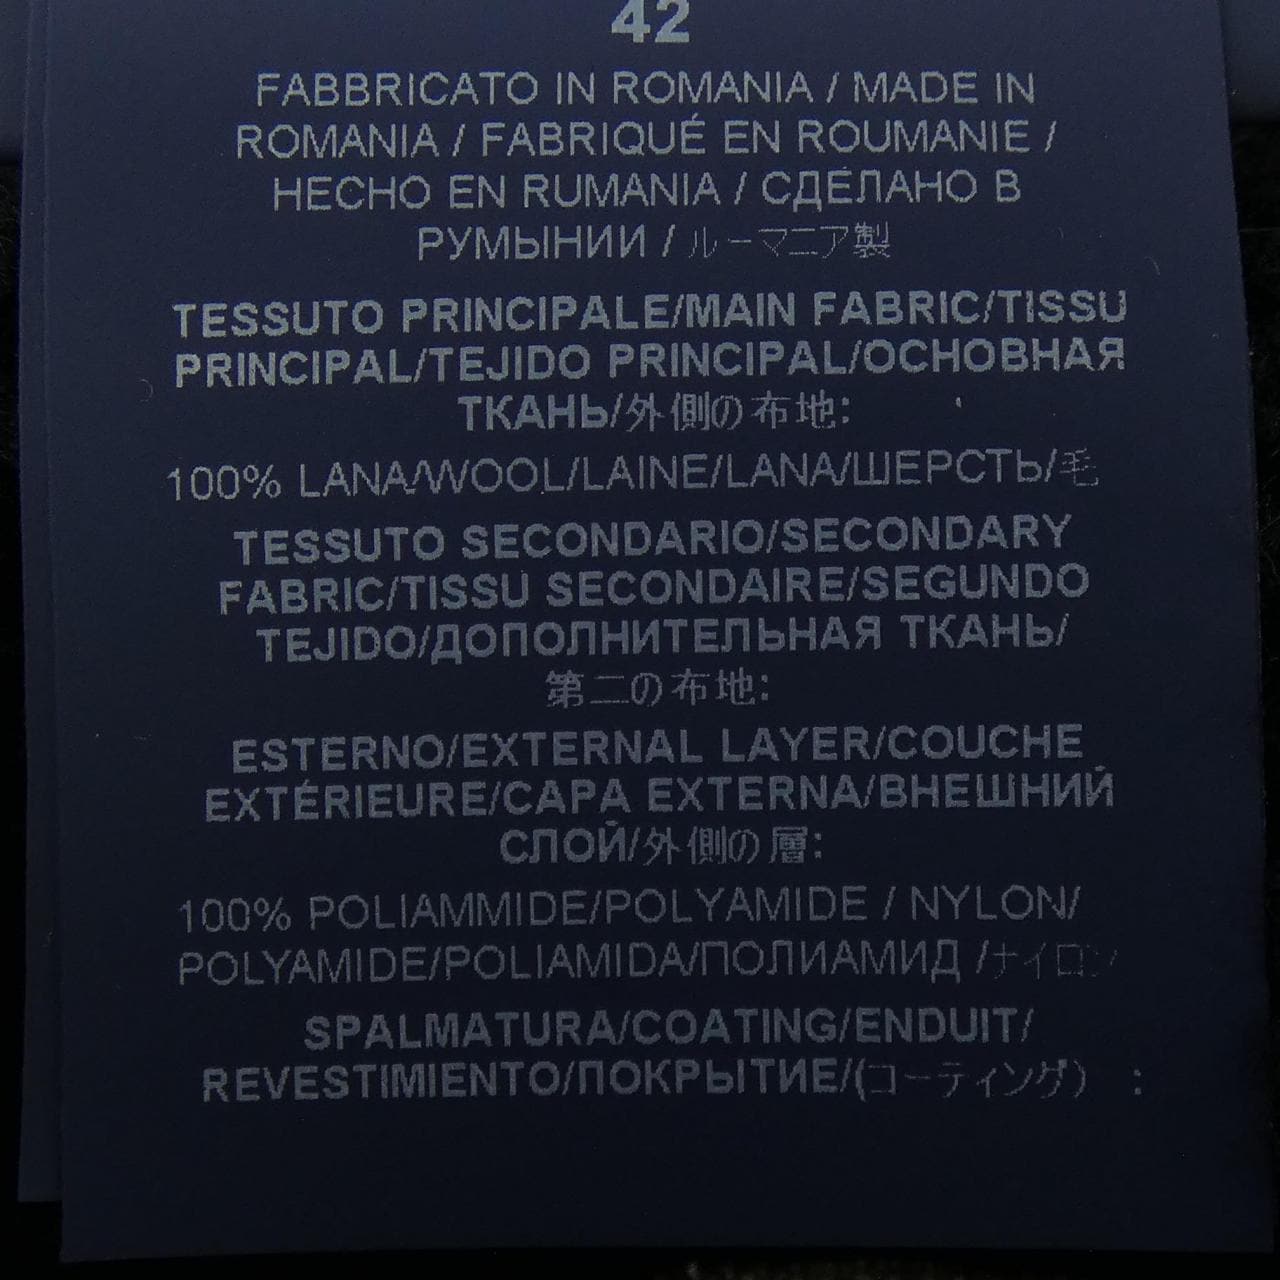 42
FABBRICATO IN ROMANIA / MADE IN
ROMANIA / FABRIQUÉ EN ROUMANIE /
HECHO EN RUMANIA / СДЕЛАНО В
РУМЫНИИ / ルーマニア製
TESSUTO PRINCIPALE/MAIN FABRIC/TISSU
PRINCIPAL/TEJIDO PRINCIPAL/ОСНОВНАЯ
ТКАНЬ/外側の布地:
100% LANA/WOOL/LAINE/LANA/ШЕРСТЬ/毛
TESSUTO SECONDARIO/SECONDARY
FABRIC/TISSU SECONDAIRE/SEGUNDO
TEJIDO/ДОПОЛНИТЕЛЬНАЯ ТКАНЬ/
第二の布地:
ESTERNO/EXTERNAL LAYER/COUCHE
EXTÉRIEURE/CAPA EXTERNA/ВНЕШНИЙ
СЛОЙ/外側の層:
100% POLIAMMIDE/POLYAMIDE / NYLON/
POLYAMIDE/POLIAMIDA/ПОЛИАМИД /ナイロン
SPALMATURA/COATING/ENDUIT/
REVESTIMIENTO/ПОКРЫТИЕ/(コーティング) :